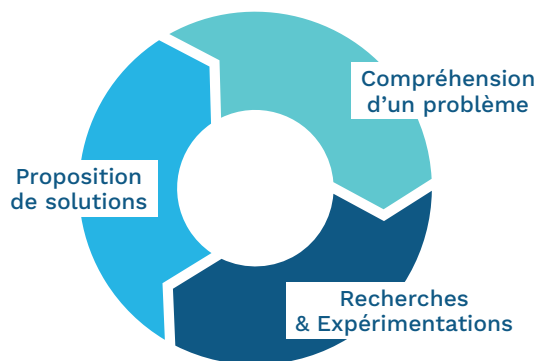 Compréhension
d’un problème
Proposition
de solutions
Recherches
& Expérimentations